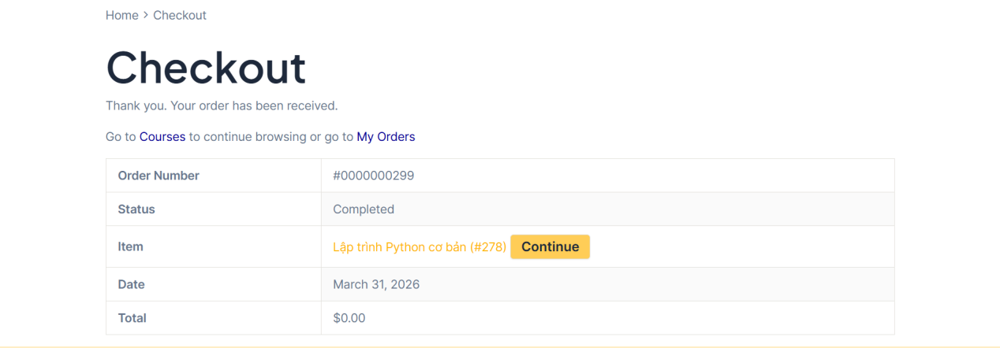 Home > Checkout
Checkout
Thank you. Your order has been received.
Go to Courses to continue browsing or go to My Orders
Order Number #0000000299
Status Completed
Item Lập trình Python cơ bản (#278) Continue
Date March 31, 2026
Total $0.00